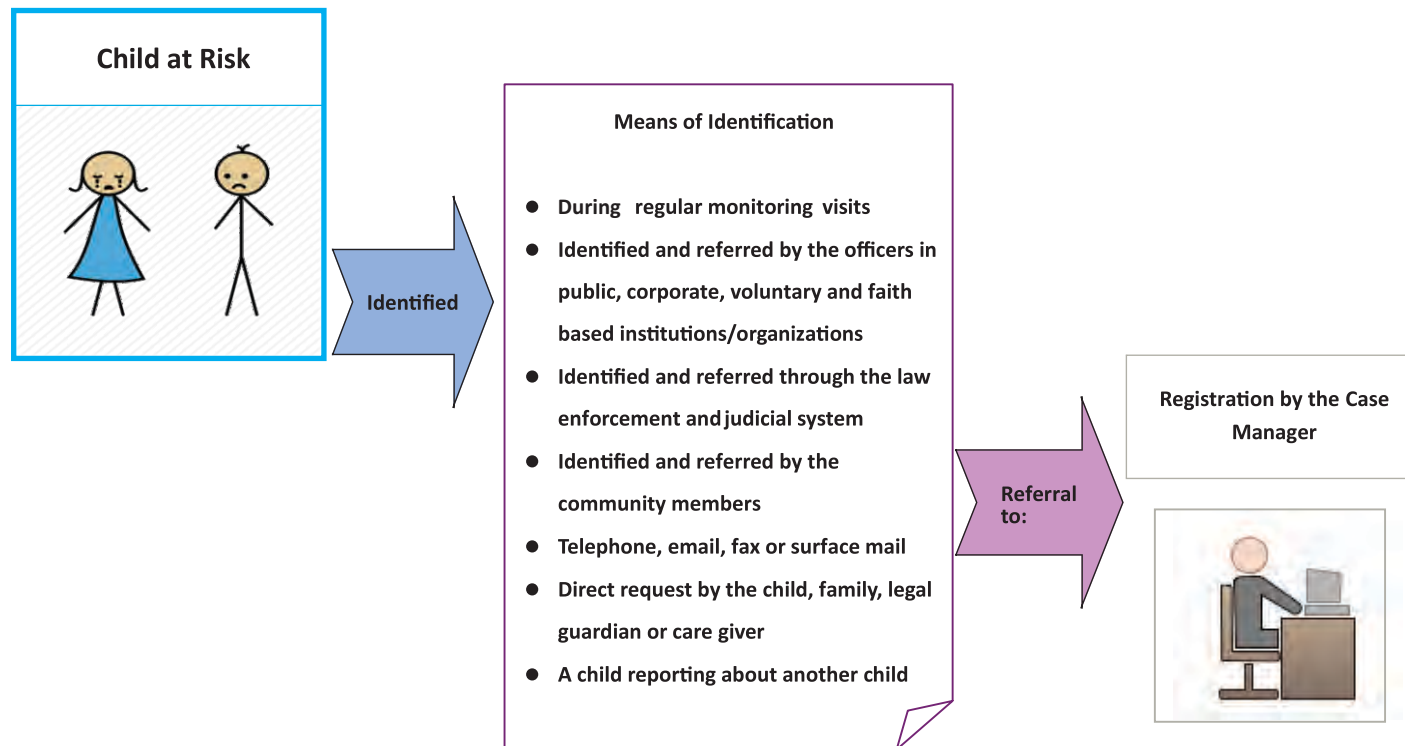 Child at Risk
Identified
Means of Identification
● During regular monitoring visits
● Identified and referred by the officers in
public, corporate, voluntary and faith
based institutions/organizations
● Identified and referred through the law
enforcement and judicial system
● Identified and referred by the
community members
● Telephone, email, fax or surface mail
● Direct request by the child, family, legal
guardian or care giver
● A child reporting about another child
Referral
to:
Registration by the Case
Manager